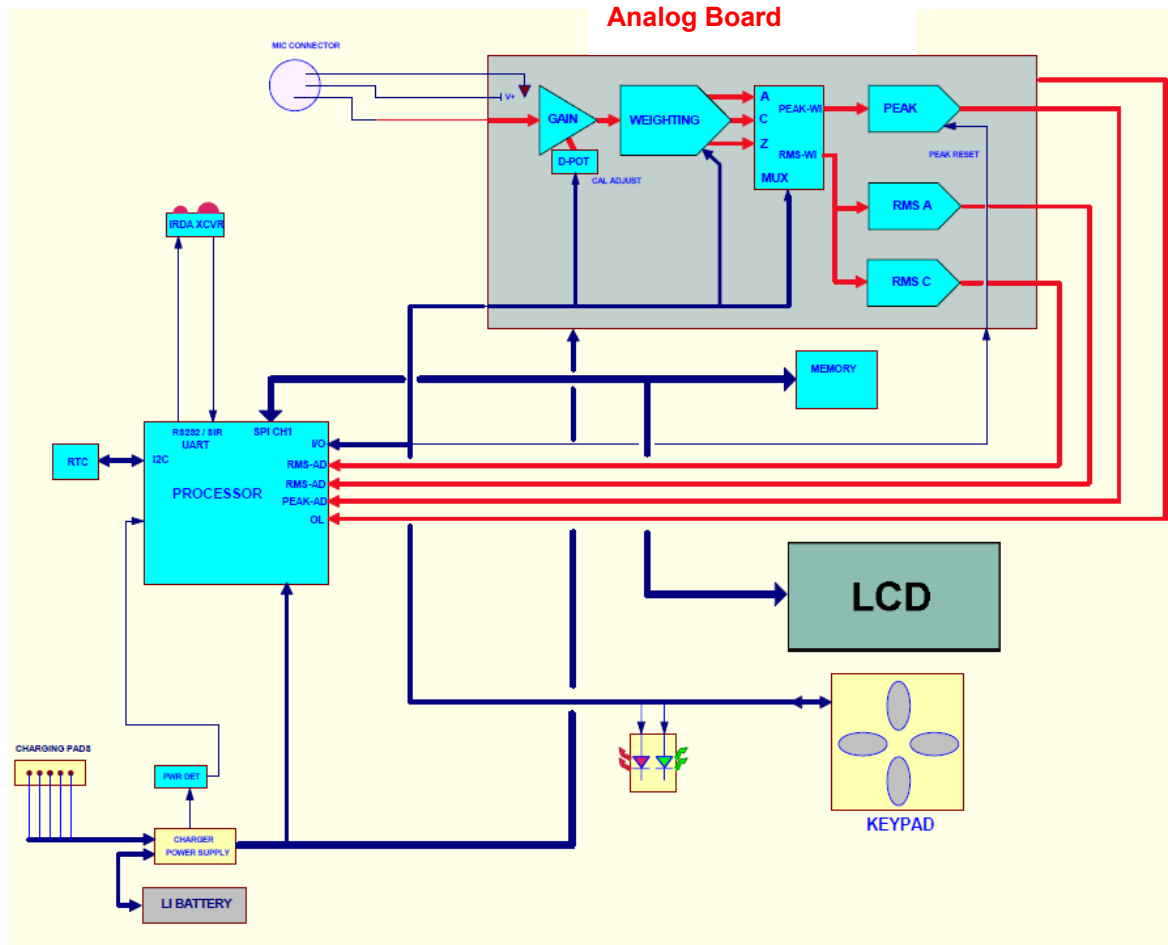 Analog Board
MIC CONNECTOR
V+
GAIN
WEIGHTING
A
C
Z
PEAK-WI
RMS-WI
MUX
PEAK
D-POT
CAL ADJUST
PEAK RESET
RMS A
RMS C
IRDA XCVR
MEMORY
RS232 / SIR
UART
SPI CH1
I/O
I2C
RTC
RMS-AD
RMS-AD
PEAK-AD
OL
PROCESSOR
LCD
CHARGING PADS
PWR DET
CHARGER
POWER SUPPLY
LI BATTERY
KEYPAD